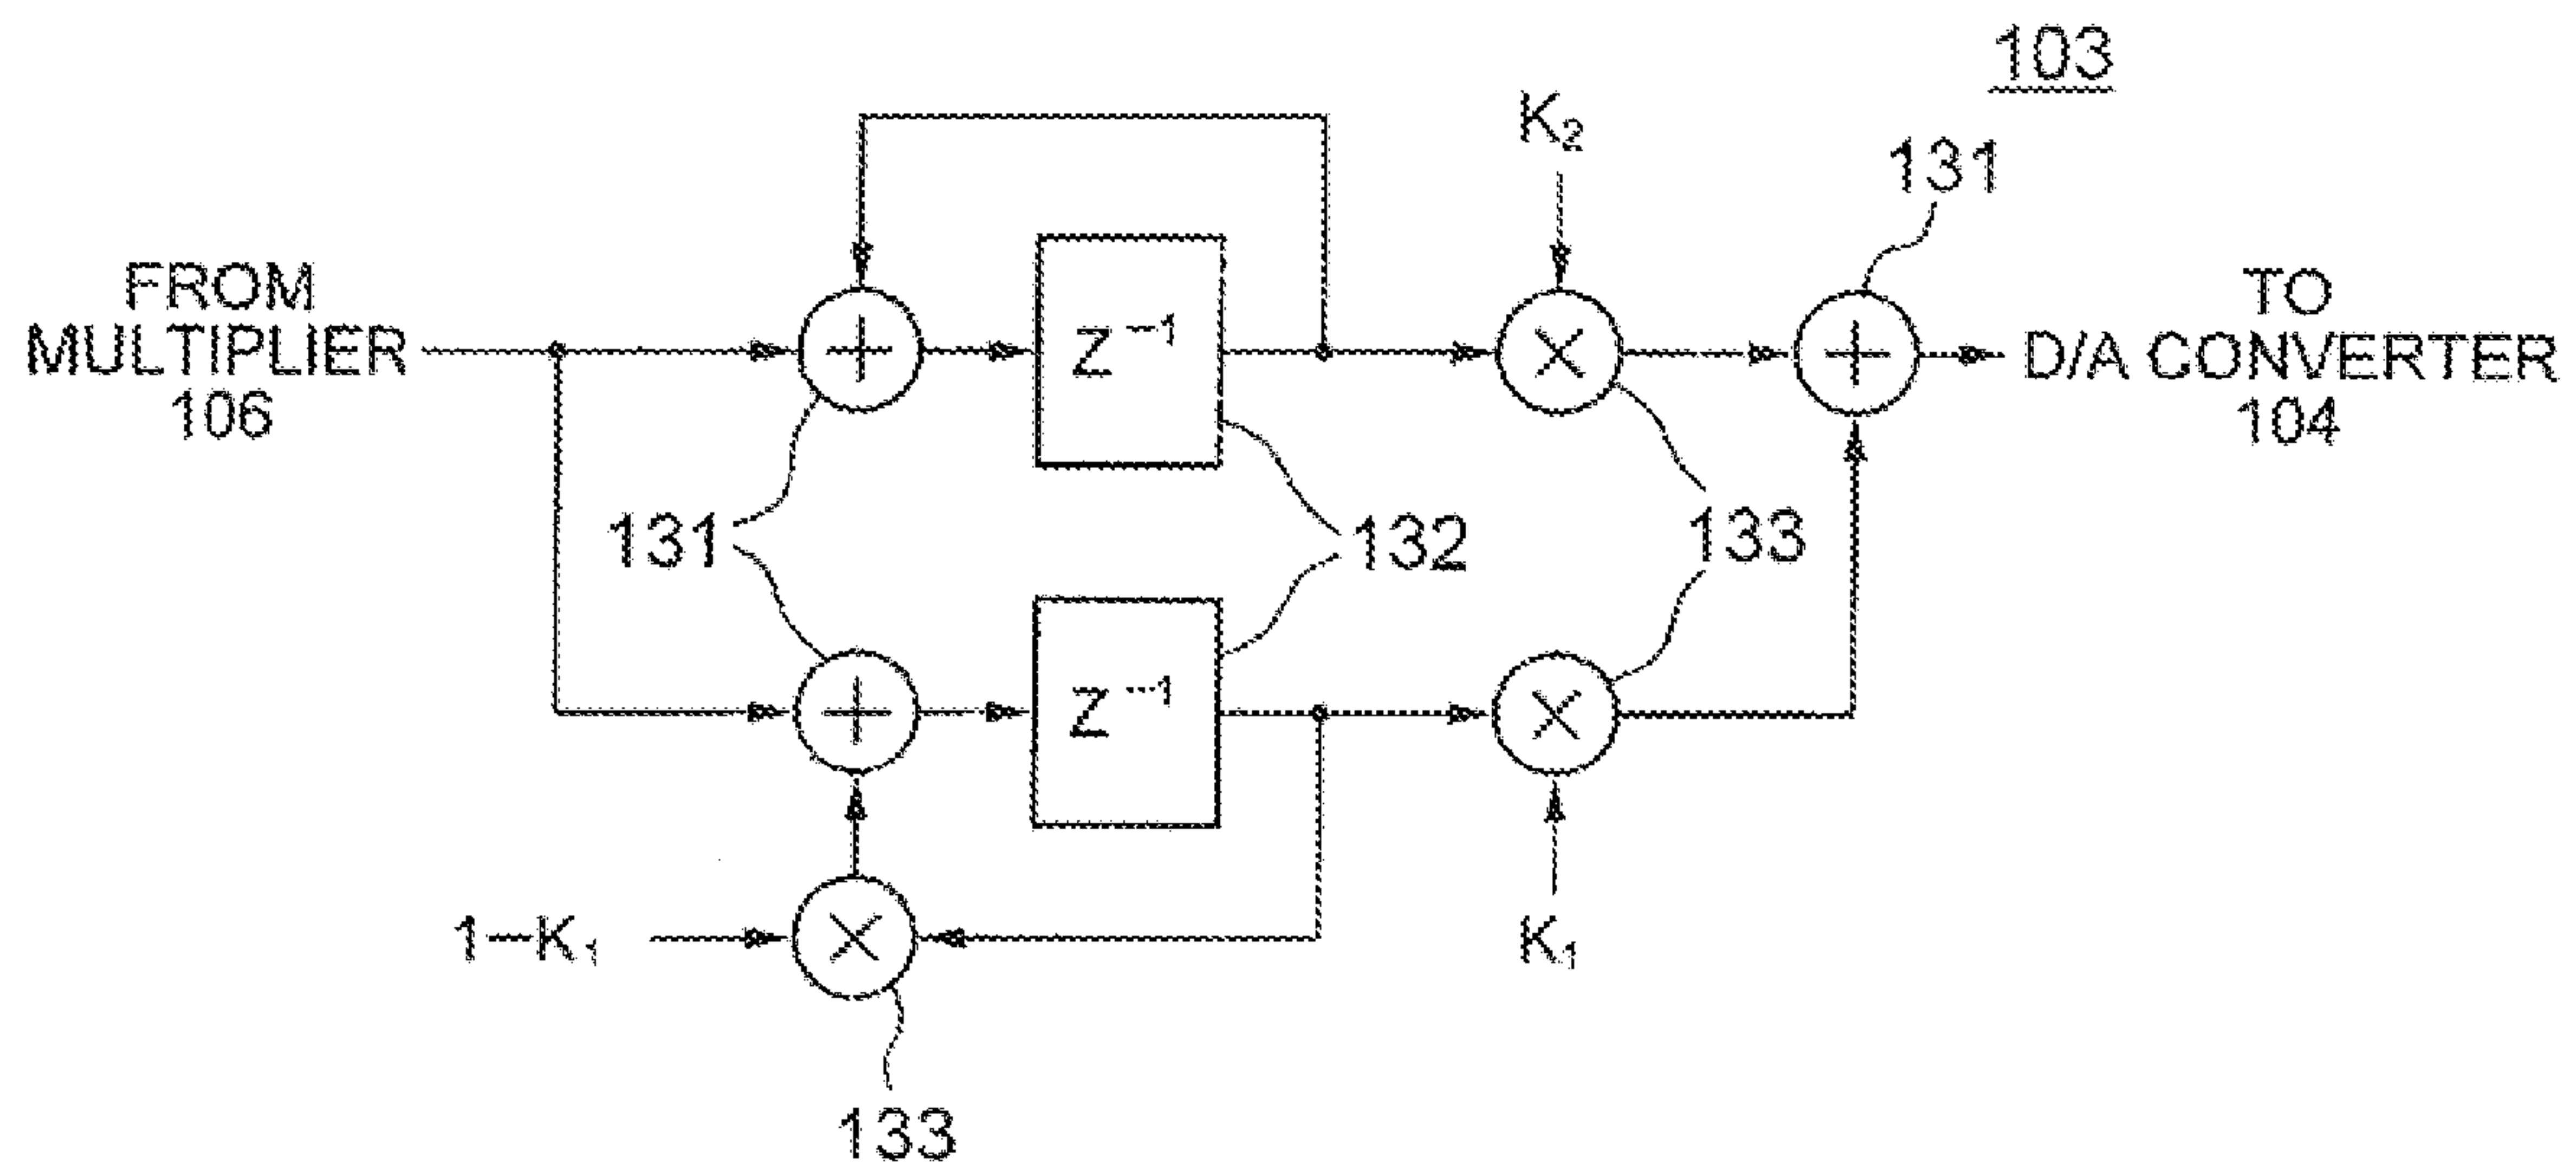 103
K₂
131
FROM
MULTIPLIER
106
+
Z⁻¹
×
+
TO
D/A CONVERTER
104
131
132
133
+
Z⁻¹
×
1−K₁
×
K₁
133